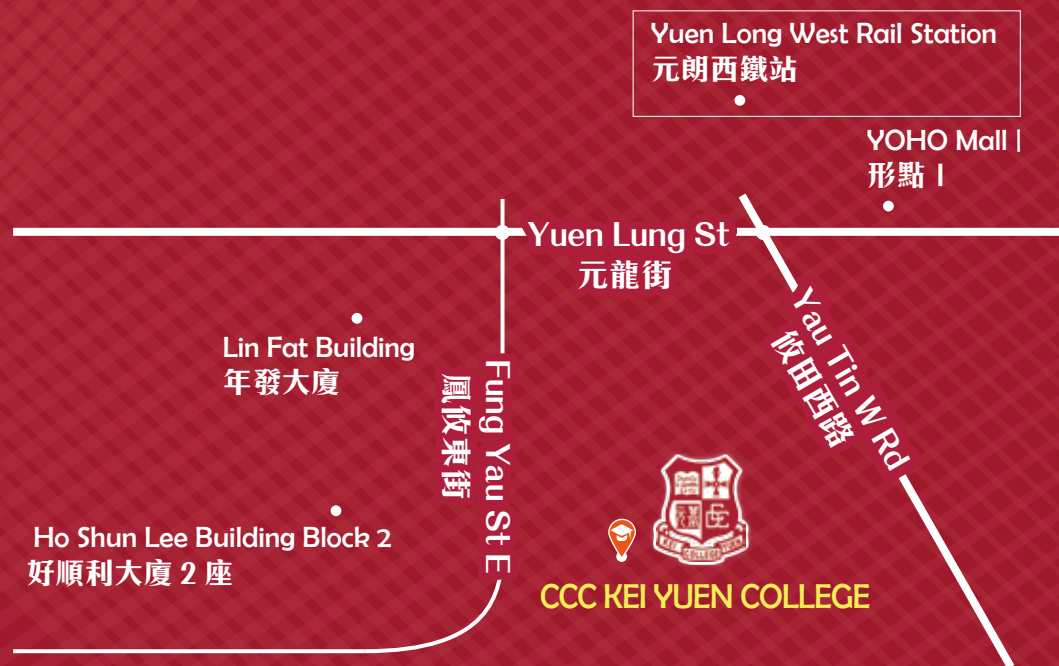 Yuen Long West Rail Station
元朗西鐵站
YOHO Mall |
形點 I
Yuen Lung St
元龍街
Yau Tin W Rd
攸田西路
Lin Fat Building
年發大廈
Fung Yau St E
鳳攸東街
Ho Shun Lee Building Block 2
好順利大廈 2 座
CCC KEI YUEN COLLEGE